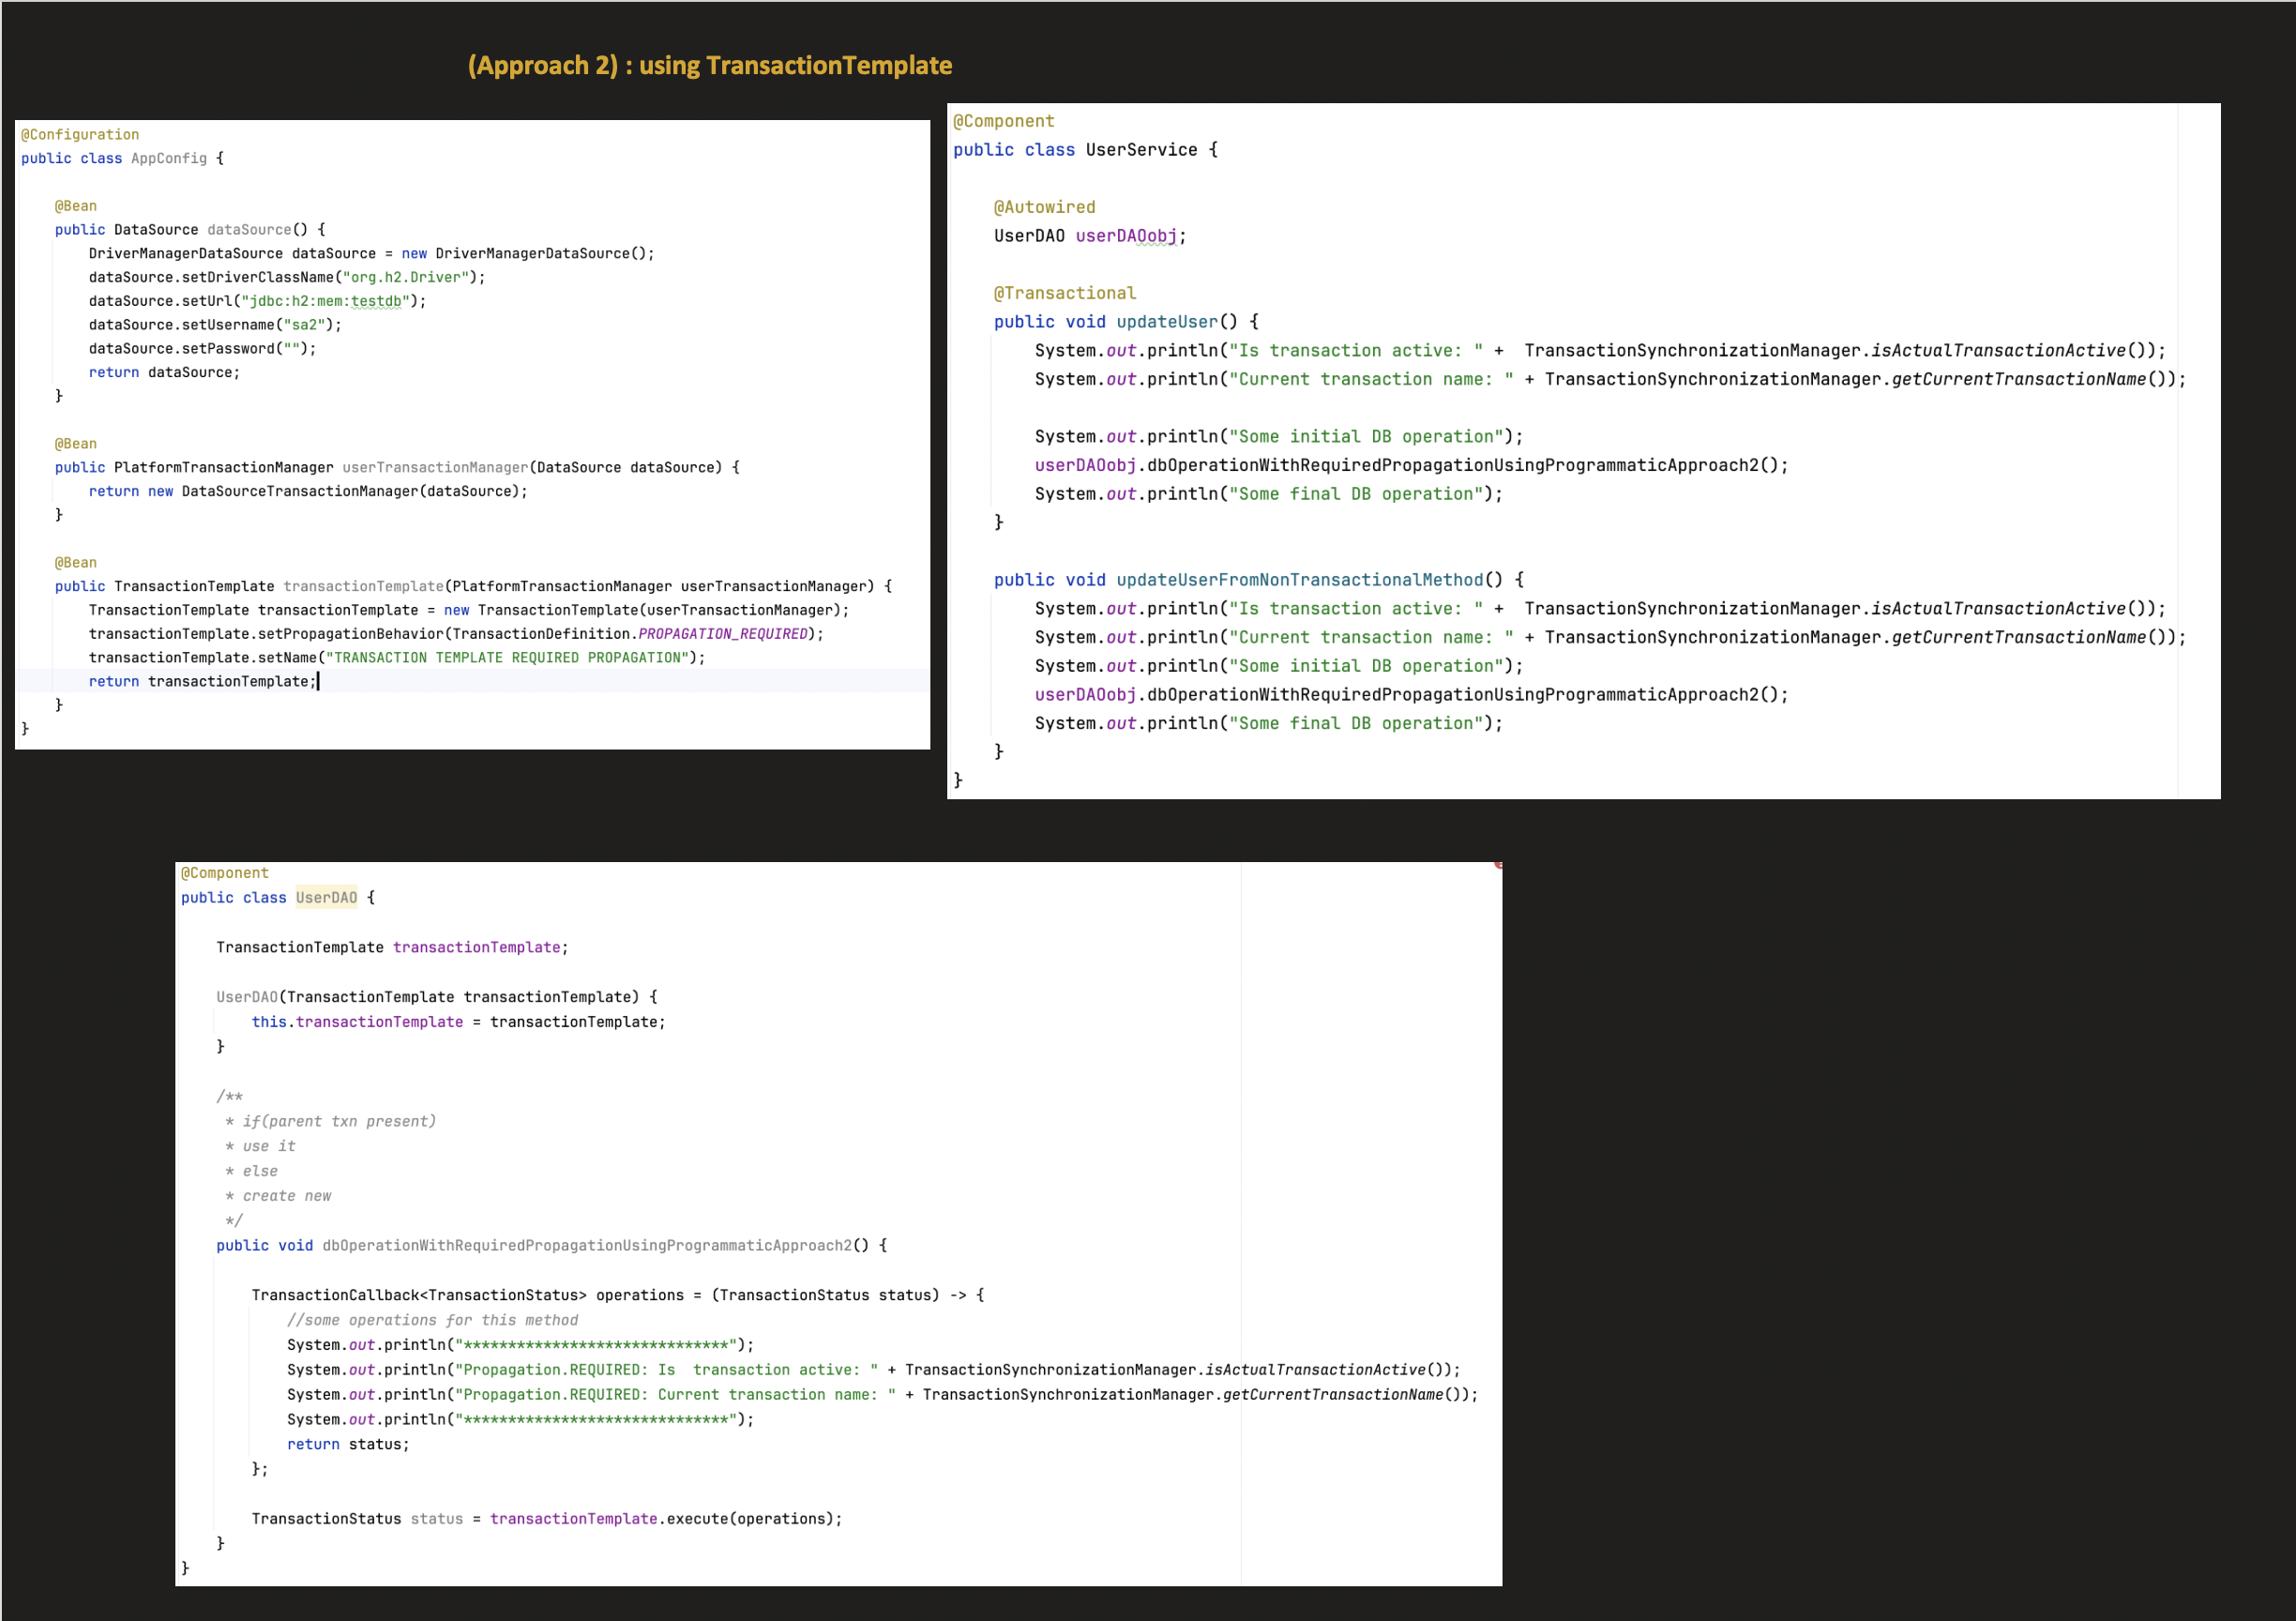 (Approach 2) : using TransactionTemplate
@Configuration
public class AppConfig {
@Bean
public DataSource dataSource() {
DriverManagerDataSource dataSource = new DriverManagerDataSource();
dataSource.setDriverClassName("org.h2.Driver");
dataSource.setUrl("jdbc:h2:mem:testdb");
dataSource.setUsername("sa2");
dataSource.setPassword("");
return dataSource;
}
@Bean
public PlatformTransactionManager userTransactionManager(DataSource dataSource) {
return new DataSourceTransactionManager(dataSource);
}
@Bean
public TransactionTemplate transactionTemplate(PlatformTransactionManager userTransactionManager) {
TransactionTemplate transactionTemplate = new TransactionTemplate(userTransactionManager);
transactionTemplate.setPropagationBehavior(TransactionDefinition.PROPAGATION_REQUIRED);
transactionTemplate.setName("TRANSACTION TEMPLATE REQUIRED PROPAGATION");
return transactionTemplate;
}
}
@Component
public class UserService {
@Autowired
UserDAO userDAOobj;
@Transactional
public void updateUser() {
System.out.println("Is transaction active: " +  TransactionSynchronizationManager.isActualTransactionActive());
System.out.println("Current transaction name: " + TransactionSynchronizationManager.getCurrentTransactionName());
System.out.println("Some initial DB operation");
userDAOobj.dbOperationWithRequiredPropagationUsingProgrammaticApproach2();
System.out.println("Some final DB operation");
}
public void updateUserFromNonTransactionalMethod() {
System.out.println("Is transaction active: " +  TransactionSynchronizationManager.isActualTransactionActive());
System.out.println("Current transaction name: " + TransactionSynchronizationManager.getCurrentTransactionName());
System.out.println("Some initial DB operation");
userDAOobj.dbOperationWithRequiredPropagationUsingProgrammaticApproach2();
System.out.println("Some final DB operation");
}
}
@Component
public class UserDAO {
TransactionTemplate transactionTemplate;
UserDAO(TransactionTemplate transactionTemplate) {
this.transactionTemplate = transactionTemplate;
}
/**
* if(parent txn present)
* use it
* else
* create new
*/
public void dbOperationWithRequiredPropagationUsingProgrammaticApproach2() {
TransactionCallback<TransactionStatus> operations = (TransactionStatus status) -> {
//some operations for this method
System.out.println("******************************");
System.out.println("Propagation.REQUIRED: Is  transaction active: " + TransactionSynchronizationManager.isActualTransactionActive());
System.out.println("Propagation.REQUIRED: Current transaction name: " + TransactionSynchronizationManager.getCurrentTransactionName());
System.out.println("******************************");
return status;
};
TransactionStatus status = transactionTemplate.execute(operations);
}
}